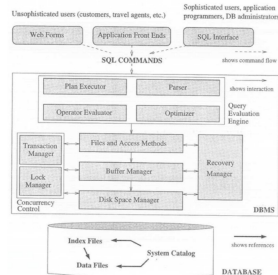 Unsophisticated users (customers, travel agents, etc.)
Sophisticated users, application
programmers, DB administrators
Web Forms
Application Front Ends
SQL Interface
SQL COMMANDS
shows command flow
shows interaction
Plan Executor
Parser
Operator Evaluator
Optimizer
Query
Evaluation
Engine
Transaction
Manager
Lock
Manager
Concurrency
Control
Files and Access Methods
Buffer Manager
Disk Space Manager
Recovery
Manager
DBMS
Index Files
System Catalog
Data Files
shows references
DATABASE